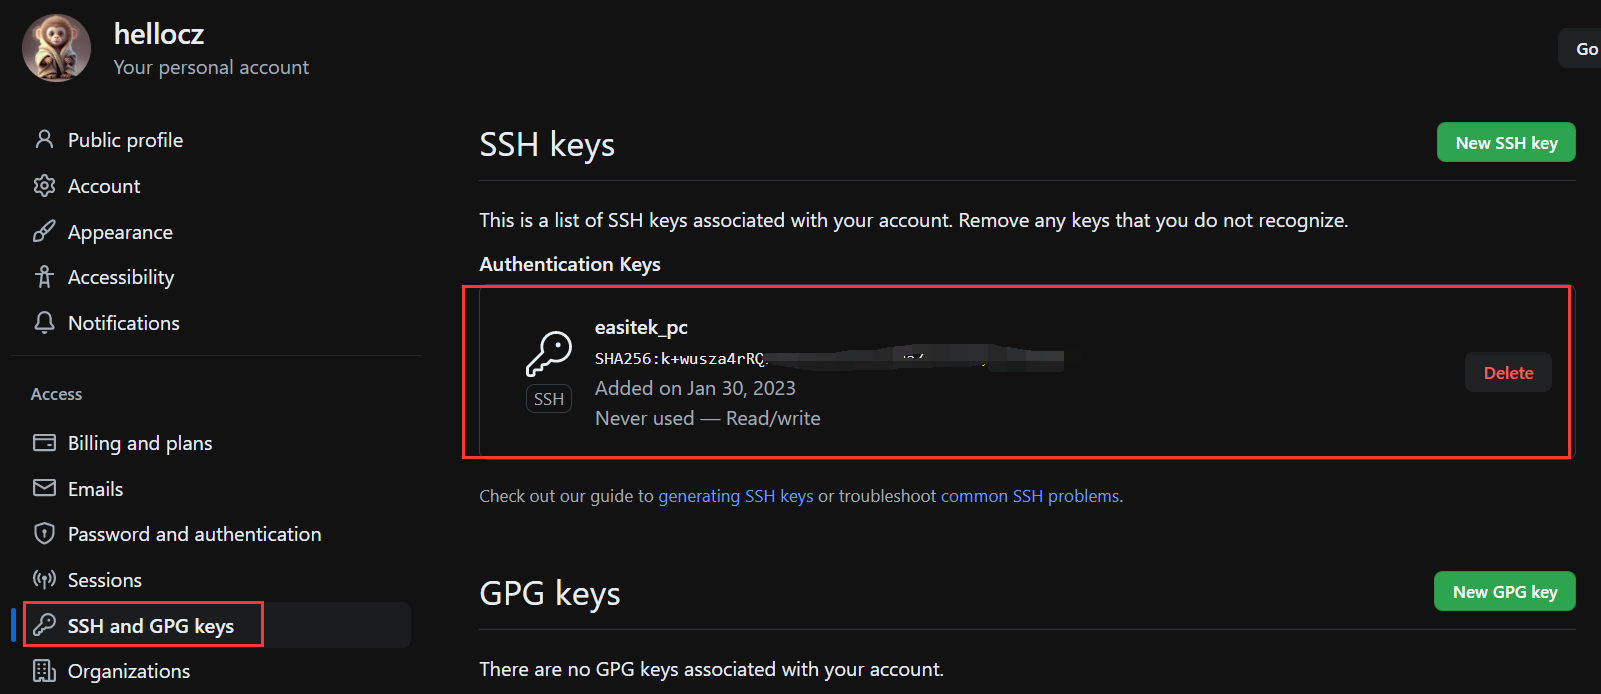 hellocz
Your personal account
Go
Public profile
Account
Appearance
Accessibility
Notifications
Access
Billing and plans
Emails
Password and authentication
Sessions
SSH and GPG keys
Organizations
SSH keys
New SSH key
This is a list of SSH keys associated with your account. Remove any keys that you do not recognize.
Authentication Keys
easitek_pc
SHA256:k+wusza4rRQ
SSH
Added on Jan 30, 2023
Never used — Read/write
Delete
Check out our guide to generating SSH keys or troubleshoot common SSH problems.
GPG keys
New GPG key
There are no GPG keys associated with your account.